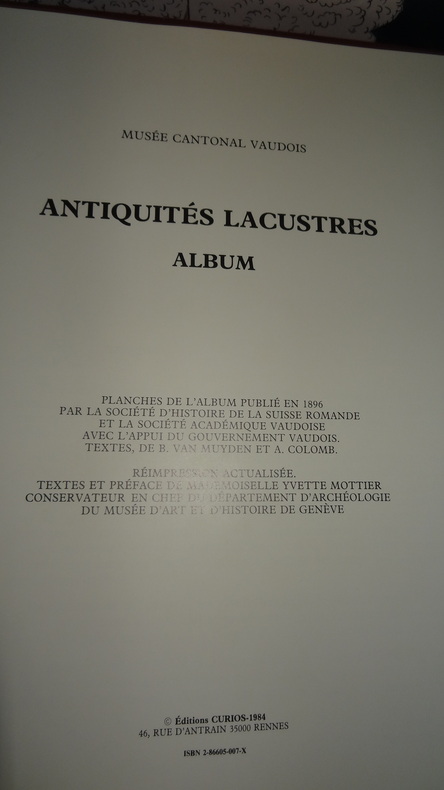 MUSÉE CANTONAL VAUDOIS
ANTIQUITÉS LACUSTRES
ALBUM
PLANCHES DE L'ALBUM PUBLIÉ EN 1896
PAR LA SOCIÉTÉ D'HISTOIRE DE LA SUISSE ROMANDE
ET LA SOCIÉTÉ ACADÉMIQUE VAUDOISE
AVEC L'APPUI DU GOUVERNEMENT VAUDOIS.
TEXTES, DE B. VAN MUYDEN ET A. COLOMB.
RÉIMPRESSION ACTUALISÉE.
TEXTES ET PRÉFACE DE MADEMOISELLE YVETTE MOTTIER
CONSERVATEUR EN CHEF DU DÉPARTEMENT D'ARCHÉOLOGIE
DU MUSÉE D'ART ET D'HISTOIRE DE GENÈVE
© Éditions CURIOS-1984
46, RUE D'ANTRAIN 35000 RENNES
ISBN 2-86605-007-X